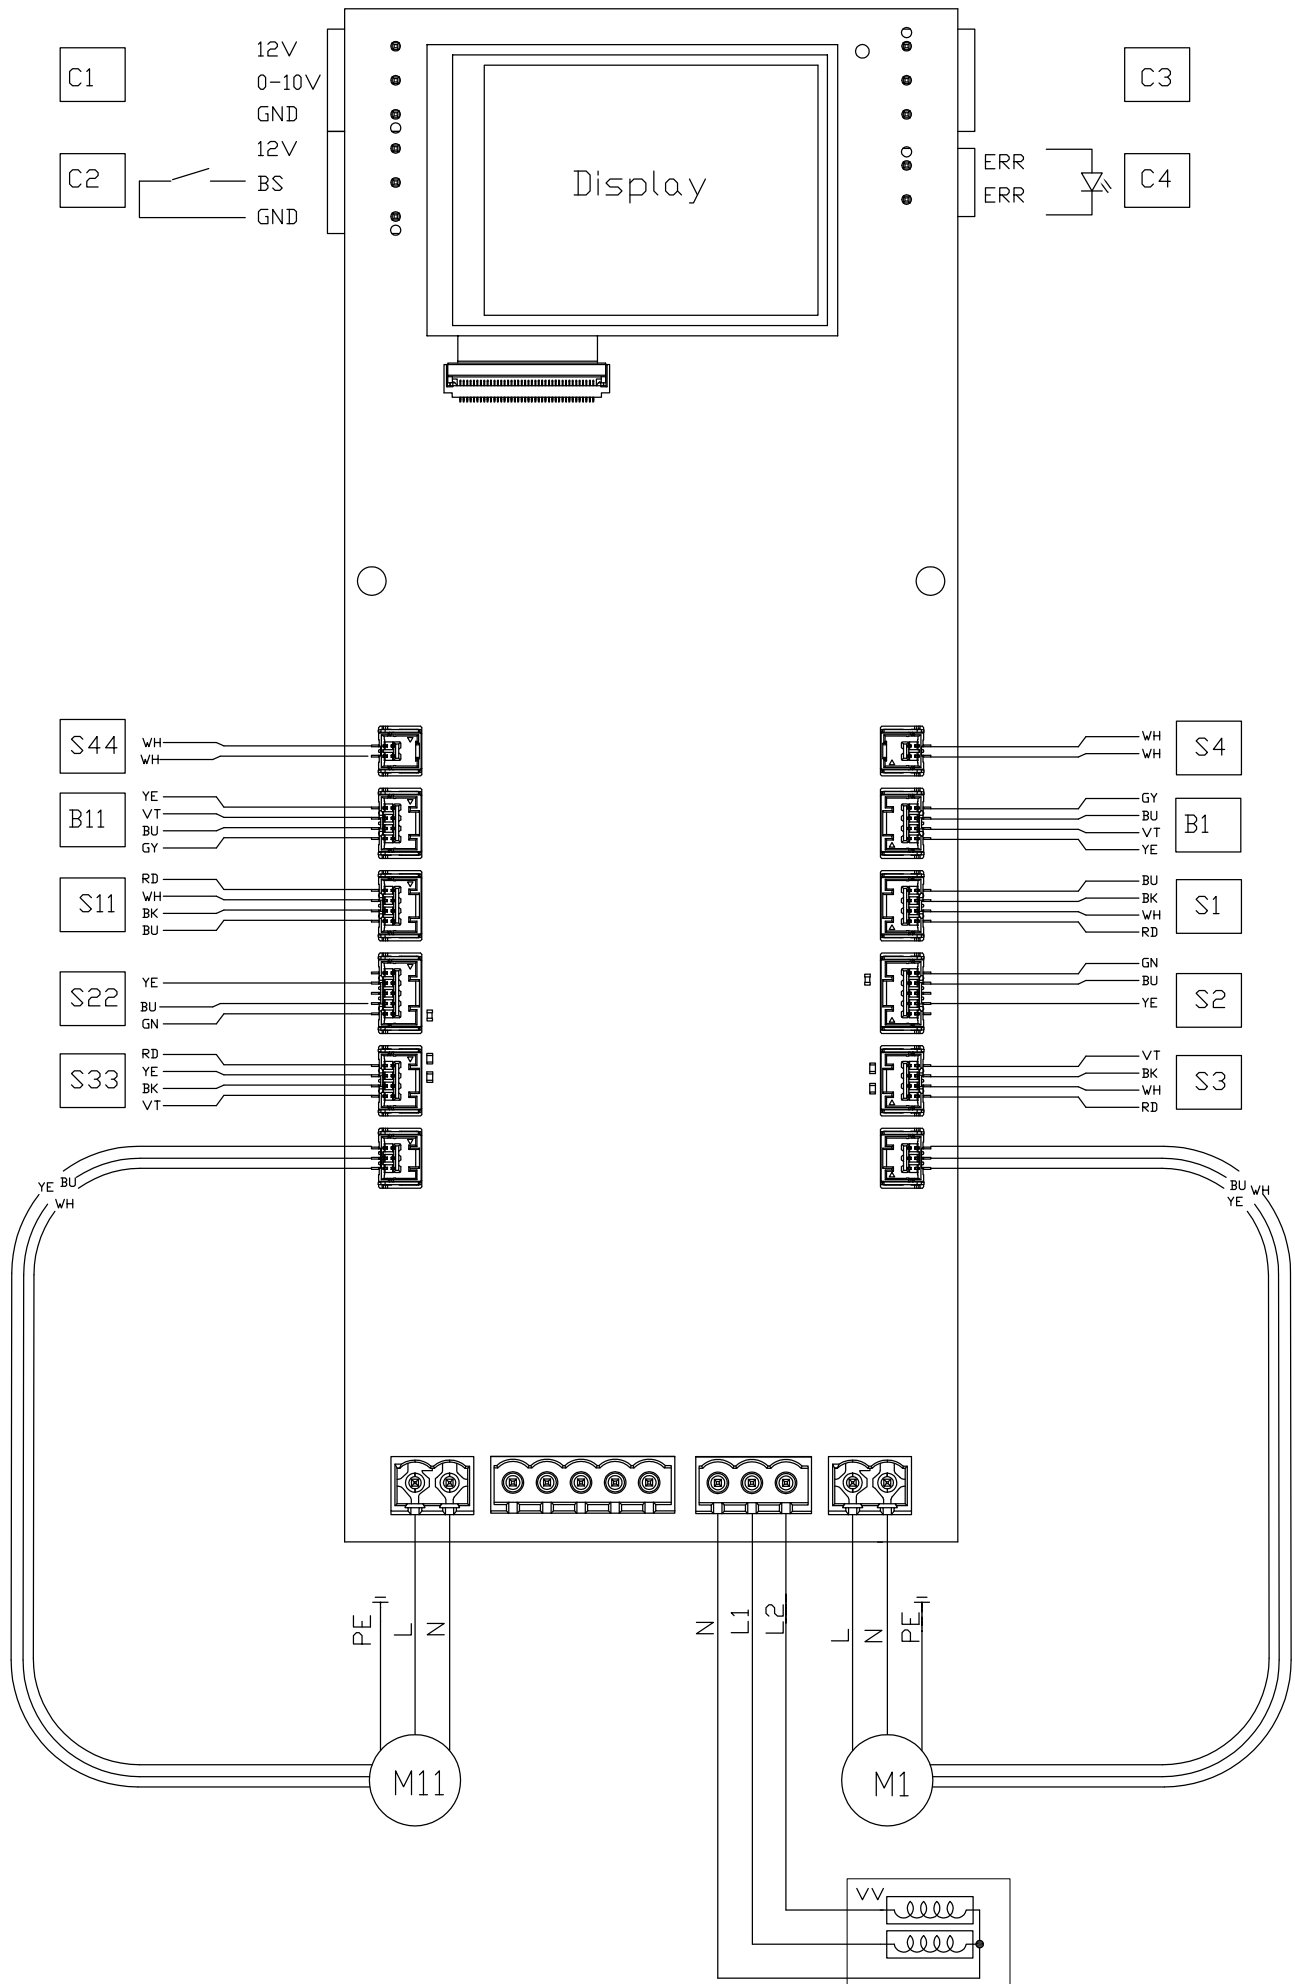 C1
12V
0-10V
GND
C3
C2
12V
BS
GND
Display
ERR
ERR
C4
S44
WH
WH
WH
WH
S4
B11
YE
VT
BU
GY
GY
BU
VT
YE
B1
S11
RD
WH
BK
BU
BU
BK
WH
RD
S1
S22
YE
BU
GN
GN
BU
YE
S2
S33
RD
YE
BK
VT
VT
BK
WH
RD
S3
YE BU
WH
BU WH
YE
PE
L
N
N
L1
L2
L
N
PE
M11
M1
VV